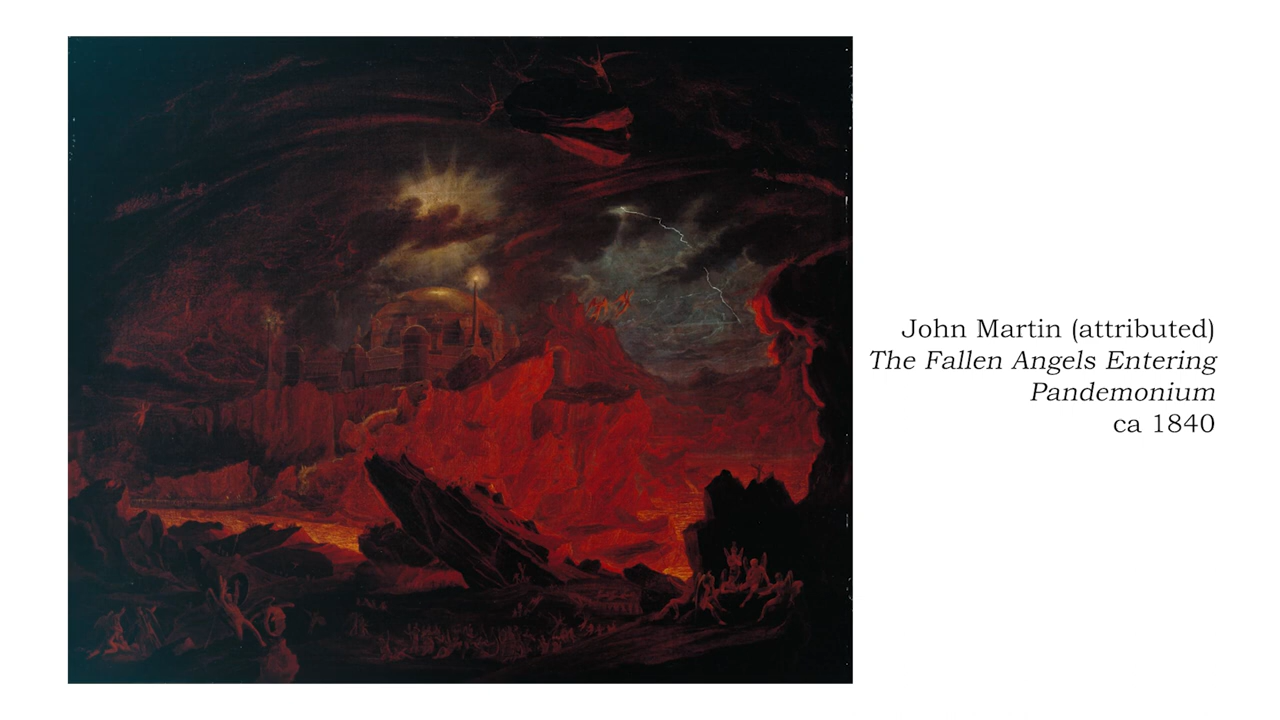 John Martin (attributed)
The Fallen Angels Entering
Pandemonium
ca 1840